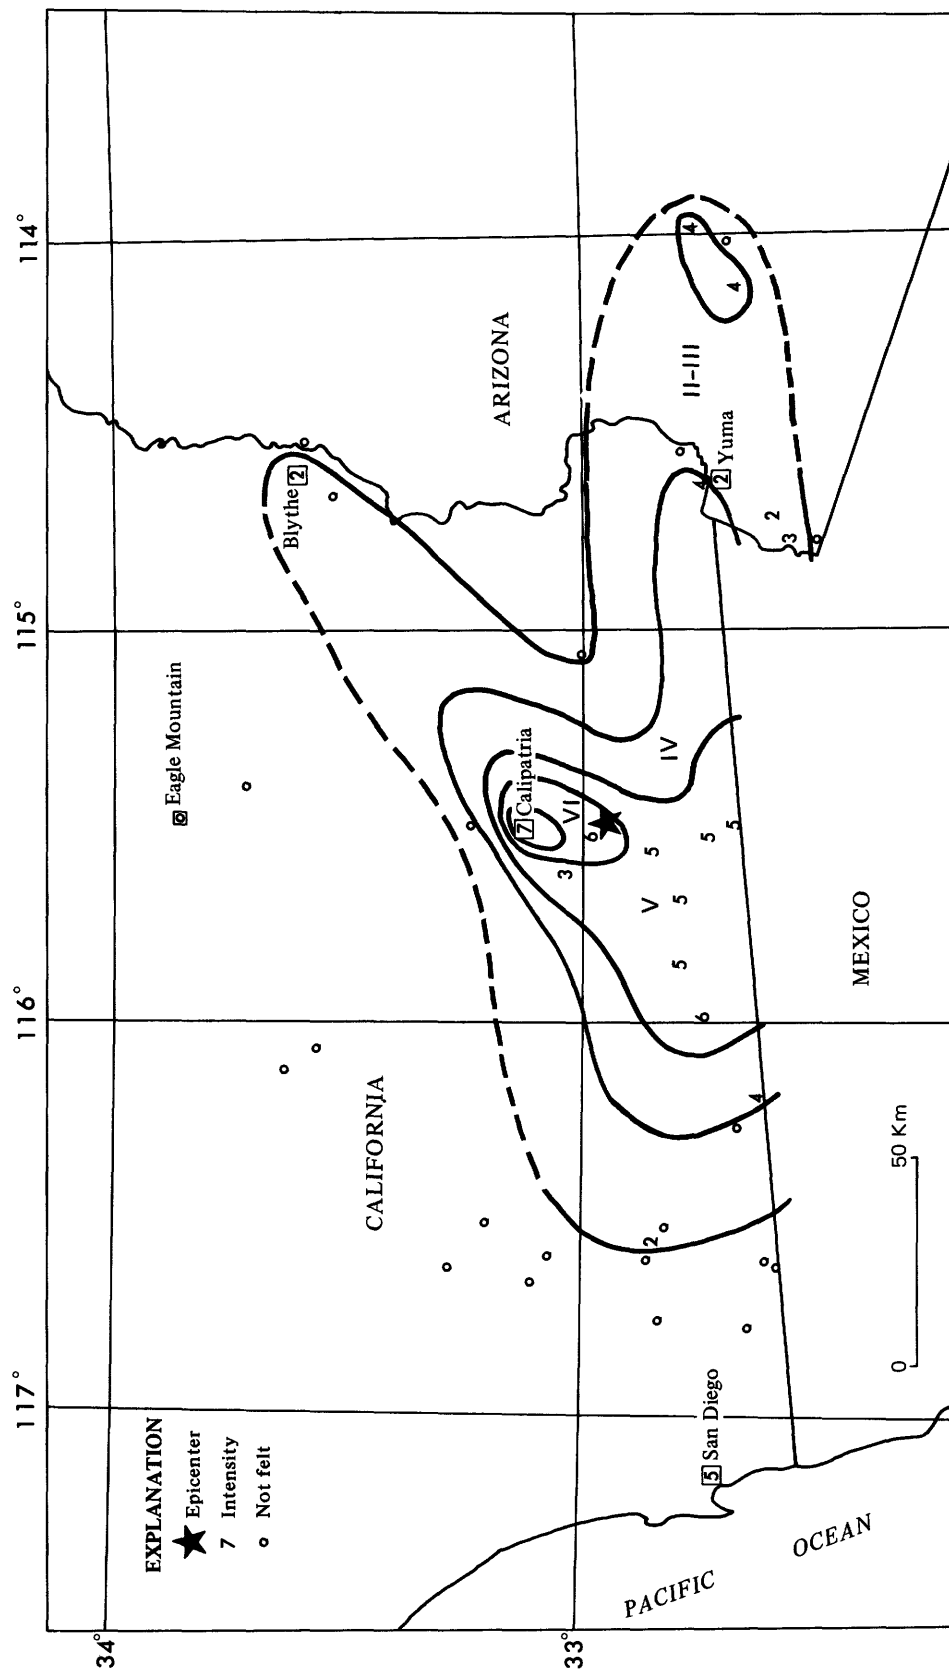 117°
116°
115°
114°
34°
33°
EXPLANATION
Epicenter
7 Intensity
Not felt
Eagle Mountain
Blythe 2
CALIFORNIA
ARIZONA
7 Calipatria
VI
6
3
V
5
5
5
5
5
6
IV
4
2
4
II-III
4
4
2 Yuma
2
3
5 San Diego
MEXICO
PACIFIC
OCEAN
0
50 Km